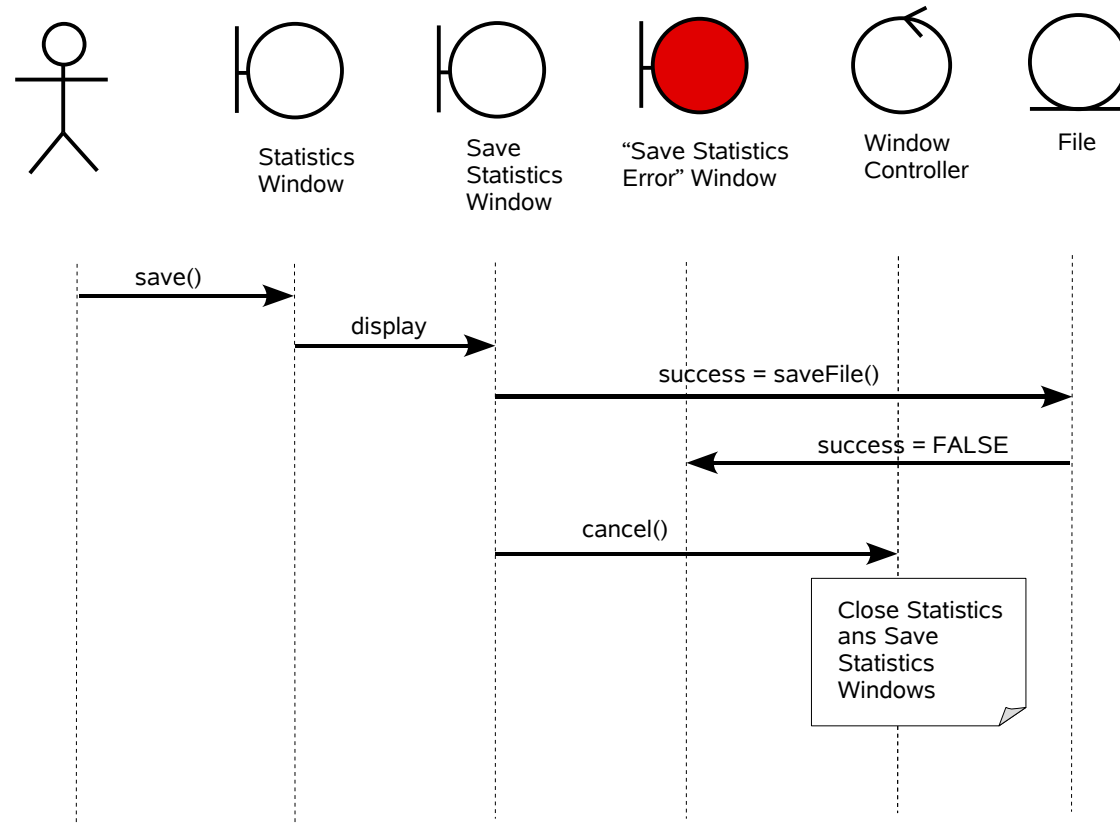 Statistics
Window
Save
Statistics
Window
“Save Statistics
Error” Window
Window
Controller
File
save()
display
success = saveFile()
success = FALSE
cancel()
Close Statistics
ans Save
Statistics
Windows